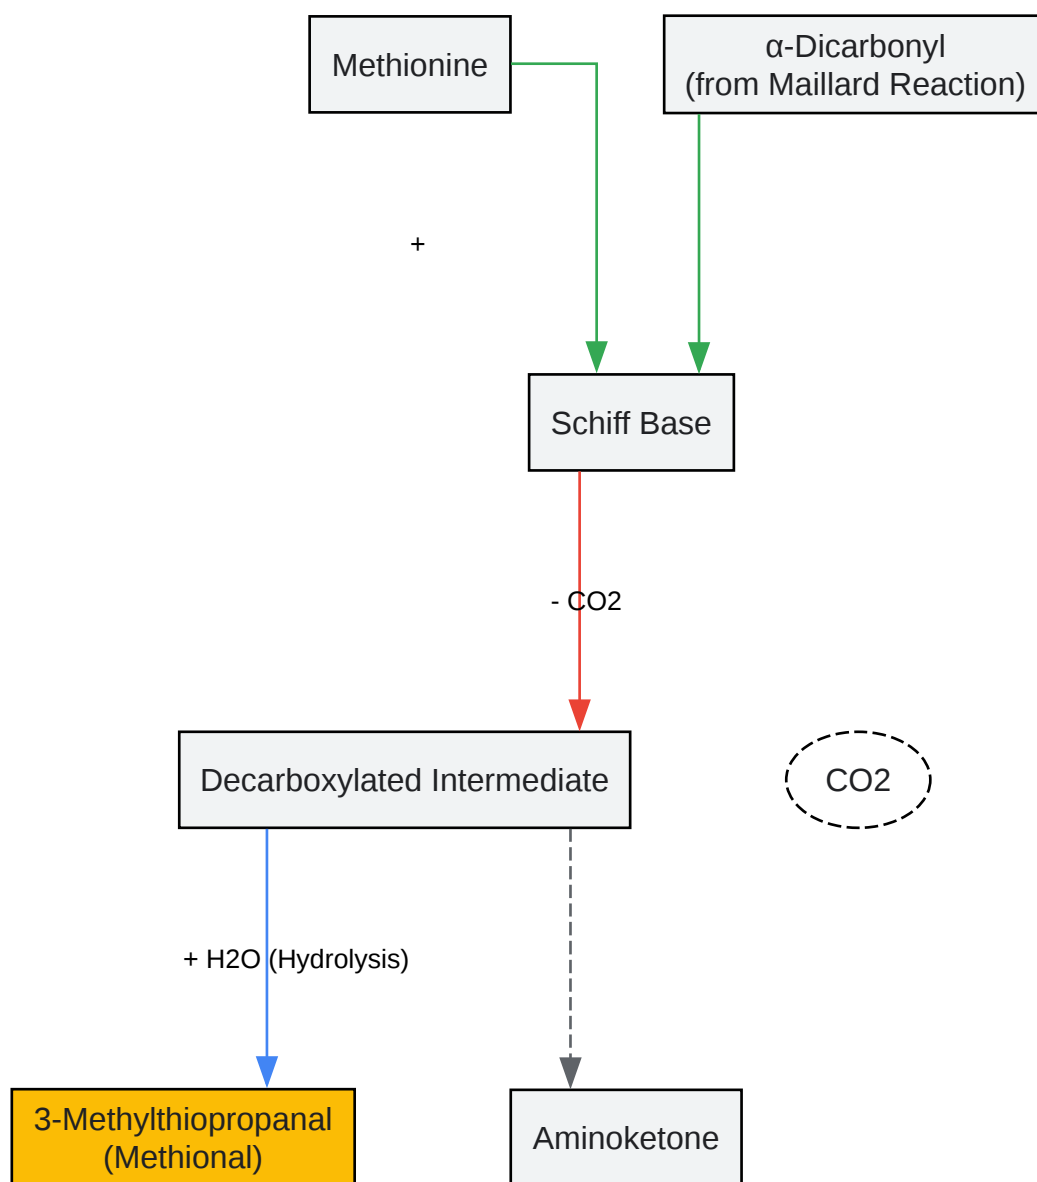 Methionine
α-Dicarbonyl
(from Maillard Reaction)
+
Schiff Base
- CO2
Decarboxylated Intermediate
CO2
+ H2O (Hydrolysis)
3-Methylthiopropanal
(Methional)
Aminoketone